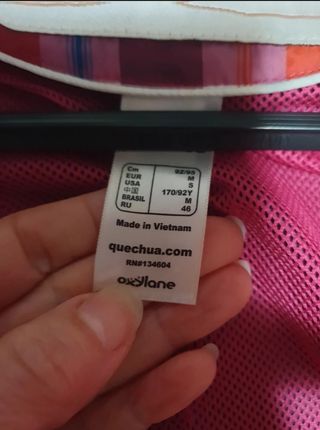 Cm 92/95
EUR M
USA S
中国 170/92Y
BRASIL M
RU 46
Made in Vietnam
quechua.com
RN#134604
oxylane